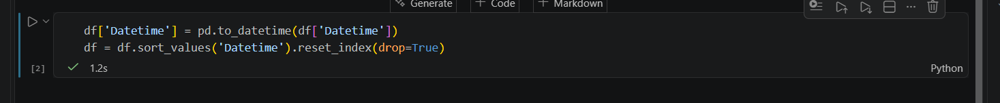 Generate + Code + Markdown
df['Datetime'] = pd.to_datetime(df['Datetime'])
df = df.sort_values('Datetime').reset_index(drop=True)
[2] 1.2s Python